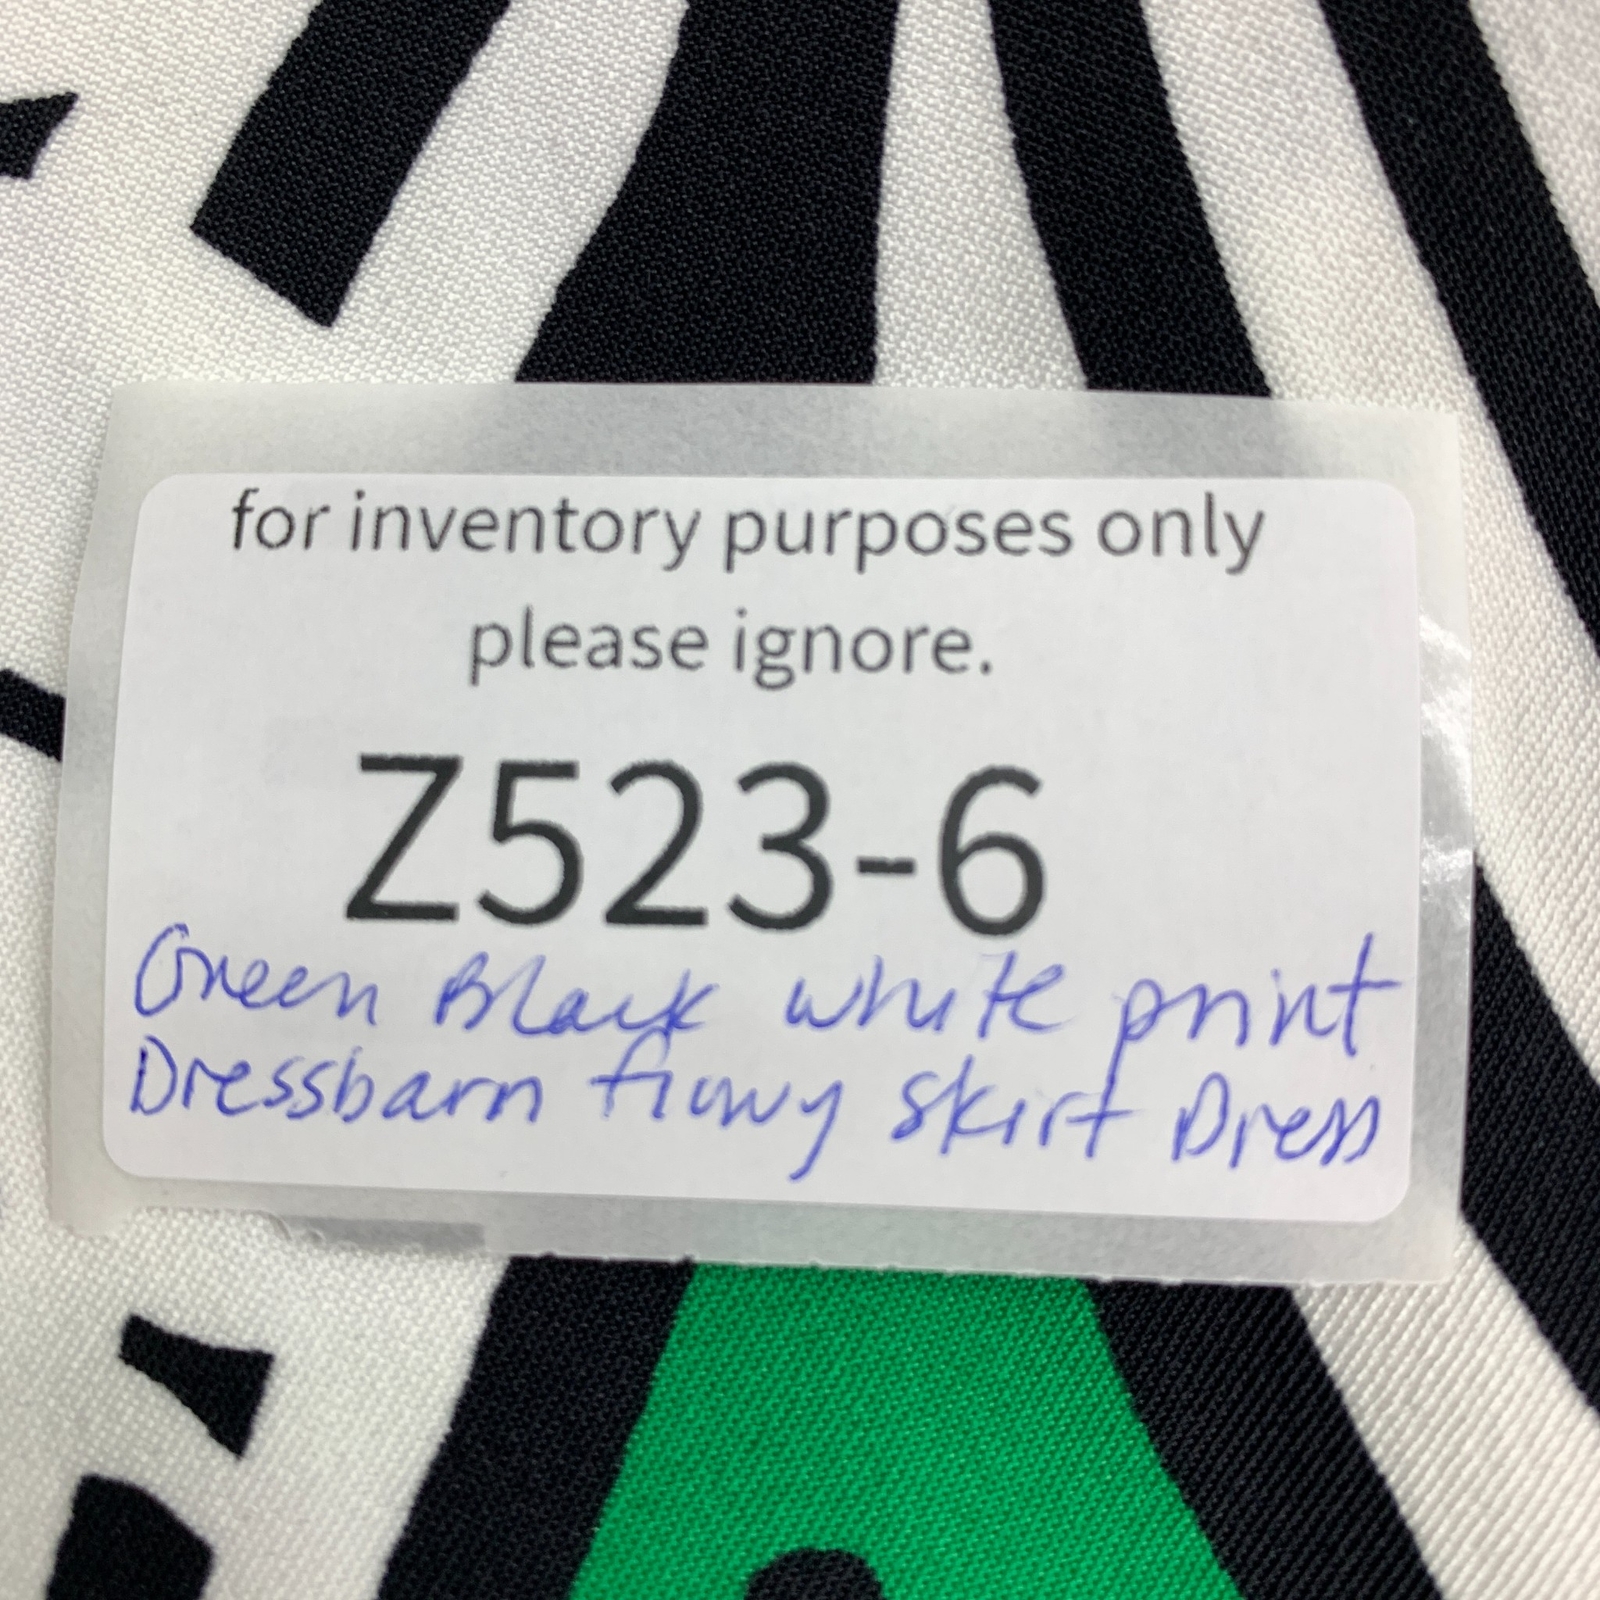 for inventory purposes only
please ignore.
Z523-6
Green Black white print
Dressbarn flowy skirt Dress